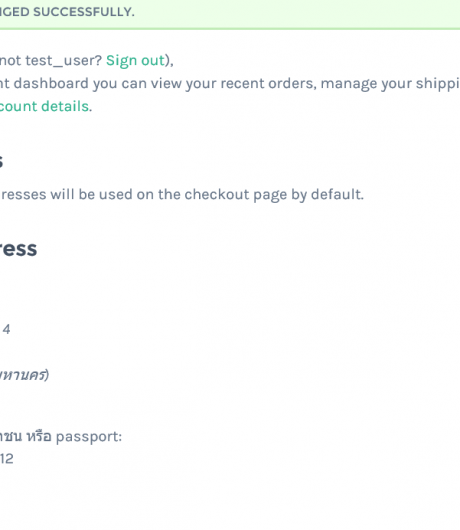 NGED SUCCESSFULLY.
not test_user? Sign out),
nt dashboard you can view your recent orders, manage your shippi
count details.
s
resses will be used on the checkout page by default.
ress
4
หานคร)
ชน หรือ passport:
12